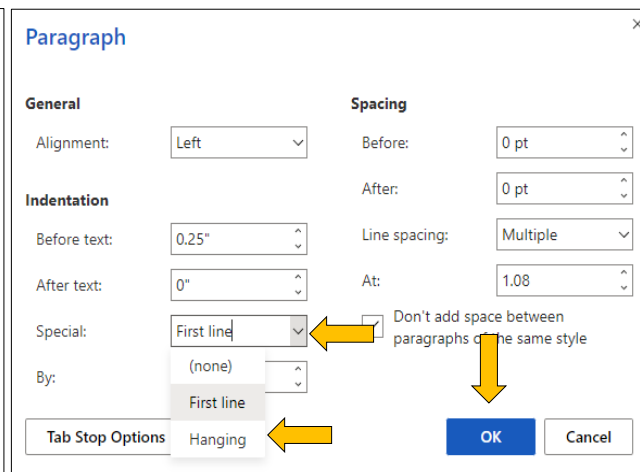 Paragraph
General
Alignment: Left
Indentation
Before text: 0.25"
After text: 0"
Special: First line
(none)
First line
Hanging
By:
Spacing
Before: 0 pt
After: 0 pt
Line spacing: Multiple
At: 1.08
Don't add space between
paragraphs of the same style
Tab Stop Options
OK
Cancel